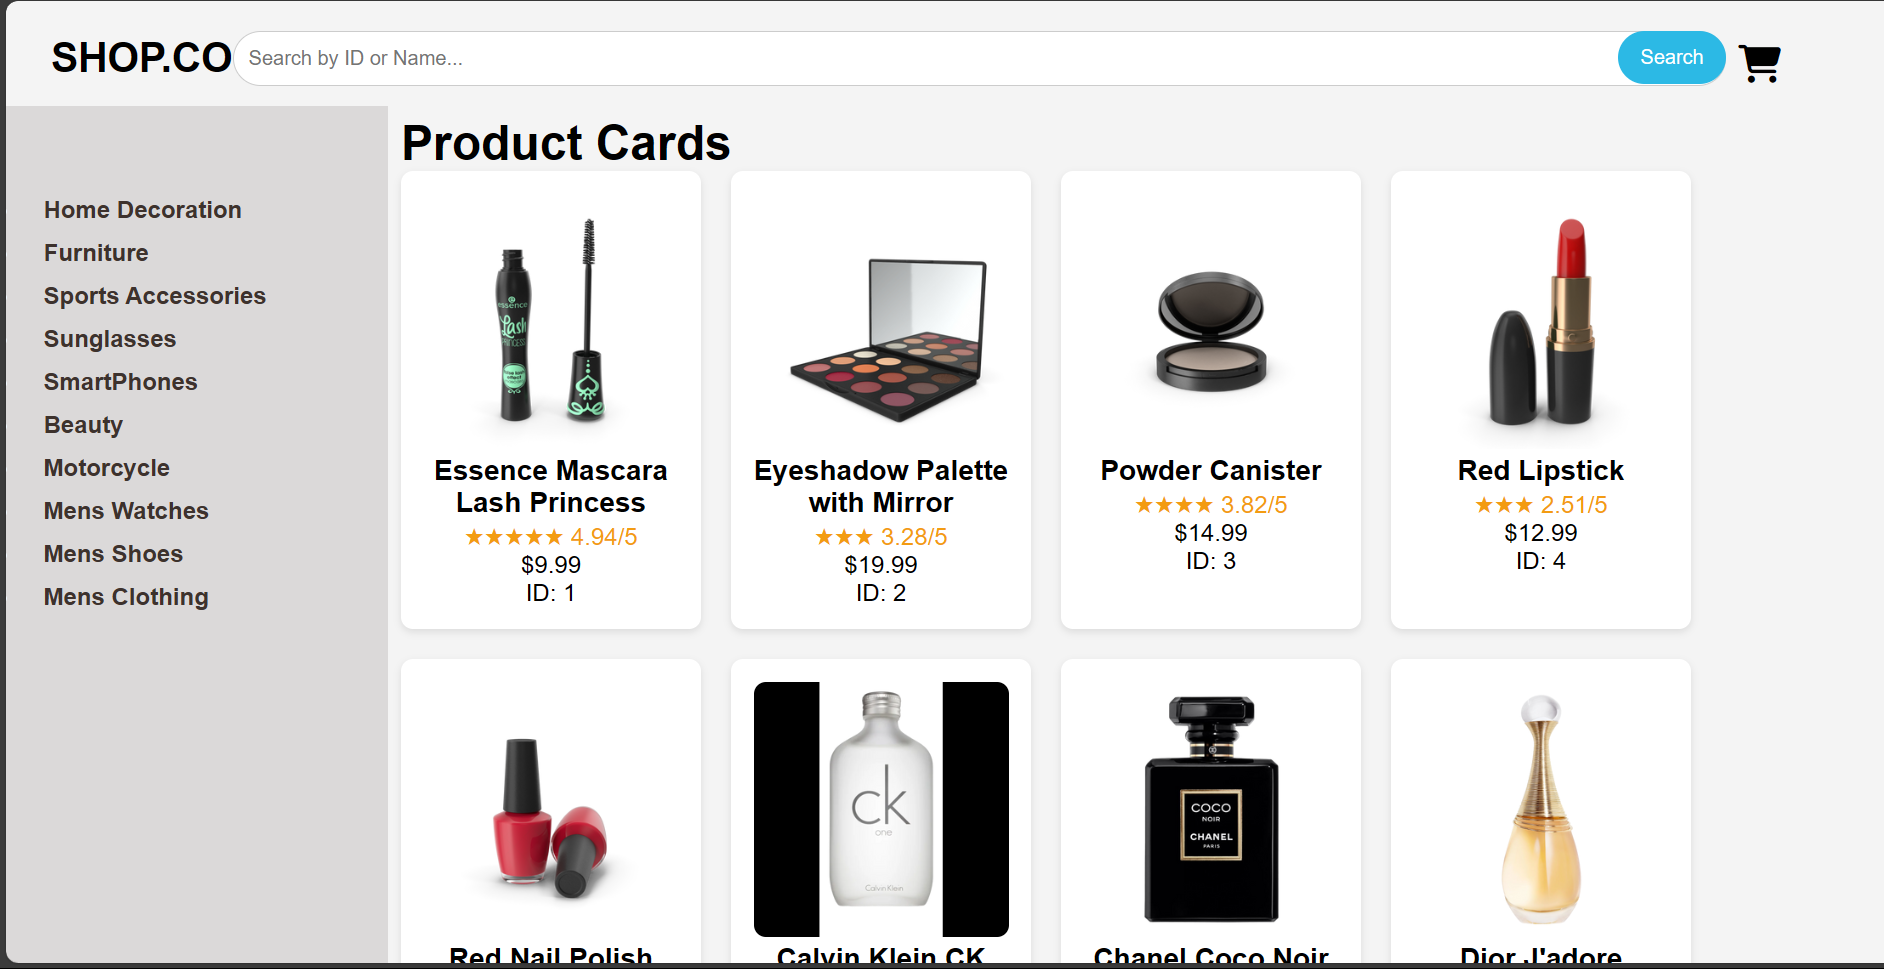 SHOP.CO
Search by ID or Name...
Search
Home Decoration
Furniture
Sports Accessories
Sunglasses
SmartPhones
Beauty
Motorcycle
Mens Watches
Mens Shoes
Mens Clothing
Product Cards
essence
Lash
PRINCESS
Essence Mascara
Lash Princess
★★★★★ 4.94/5
$9.99
ID: 1
Eyeshadow Palette
with Mirror
★★★ 3.28/5
$19.99
ID: 2
Powder Canister
★★★★ 3.82/5
$14.99
ID: 3
Red Lipstick
★★★ 2.51/5
$12.99
ID: 4
Red Nail Polish
ck
one
Calvin Klein
Calvin Klein CK
COCO
NOIR
CHANEL
PARIS
Chanel Coco Noir
Dior J'adore